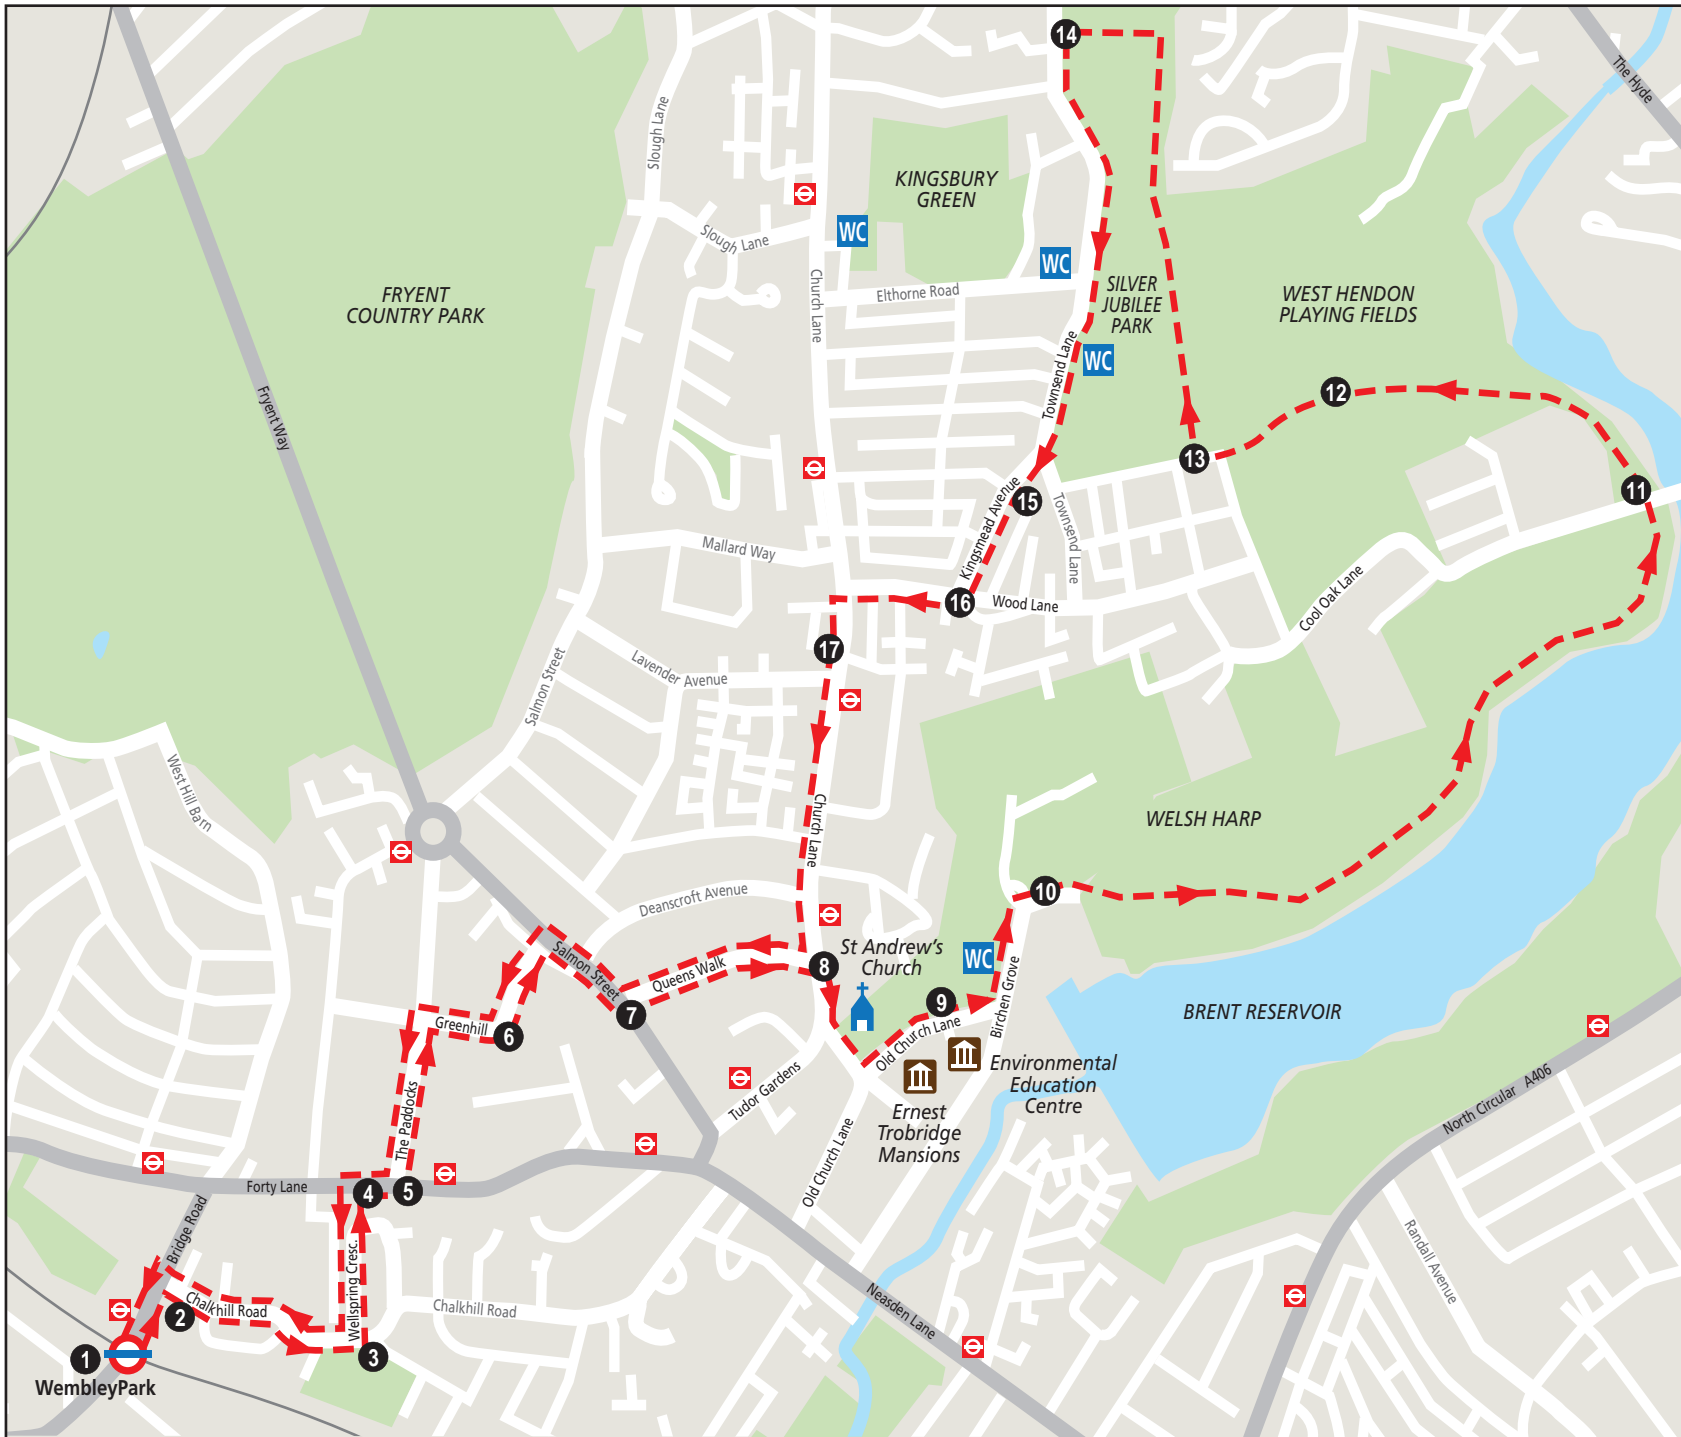 14
The Hyde
Slough Lane
KINGSBURY
GREEN
WC
Slough Lane
WC
Church Lane
Elthorne Road
SILVER
JUBILEE
PARK
WEST HENDON
PLAYING FIELDS
FRYENT
COUNTRY PARK
WC
Townsend Lane
Fryent Way
12
13
11
15
Kingsmead Avenue
Townsend Lane
Mallard Way
16
Wood Lane
Cool Oak Lane
17
Lavender Avenue
Salmon Street
West Hill Barn
Church Lane
WELSH HARP
Deanscroft Avenue
10
St Andrew's
Church
WC
8
Salmon Street
Queens Walk
7
9
Old Church Lane
Birchen Grove
BRENT RESERVOIR
Greenhill
6
Environmental
Education
Centre
Tudor Gardens
Ernest
Trobridge
Mansions
The Paddocks
North Circular A406
Old Church Lane
Forty Lane
4
5
Bridge Road
Wellspring Cresc.
Randall Avenue
2
Chalkhill Road
Chalkhill Road
Neasden Lane
1
3
WembleyPark